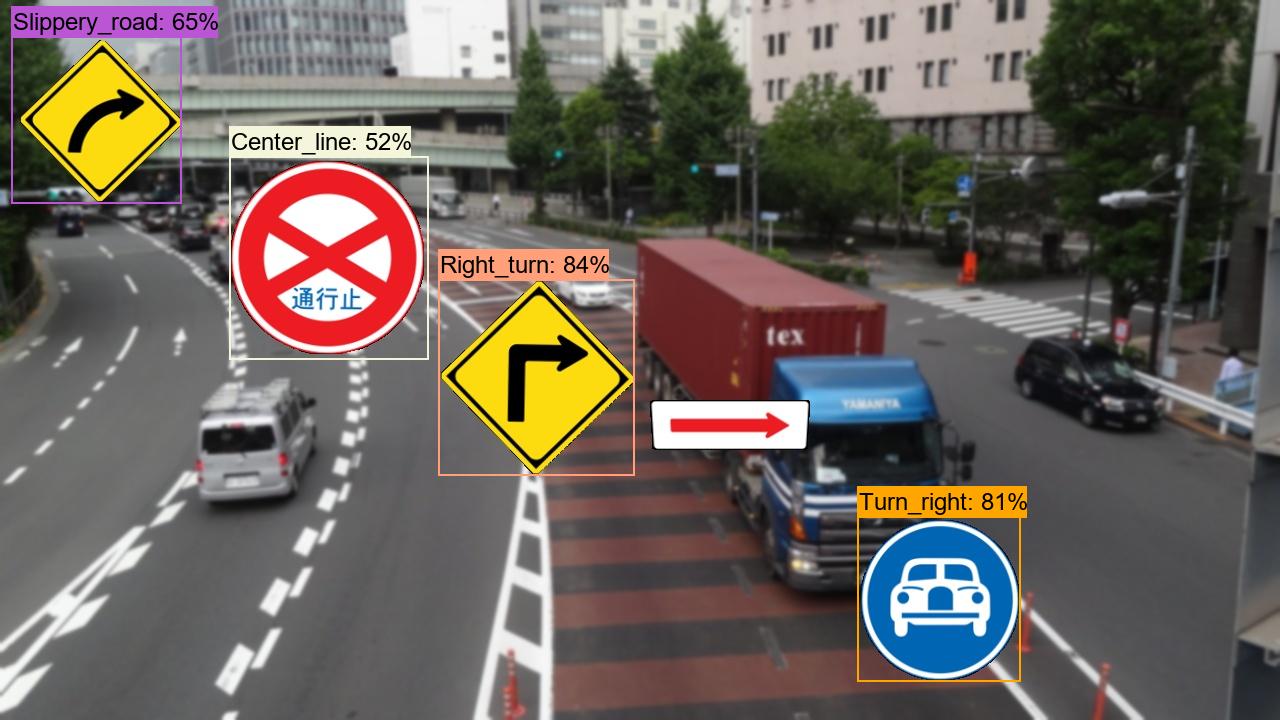 Slippery_road: 65%
Center_line: 52%
通行止
Right_turn: 84%
tex
YAMANIYA
Turn_right: 81%